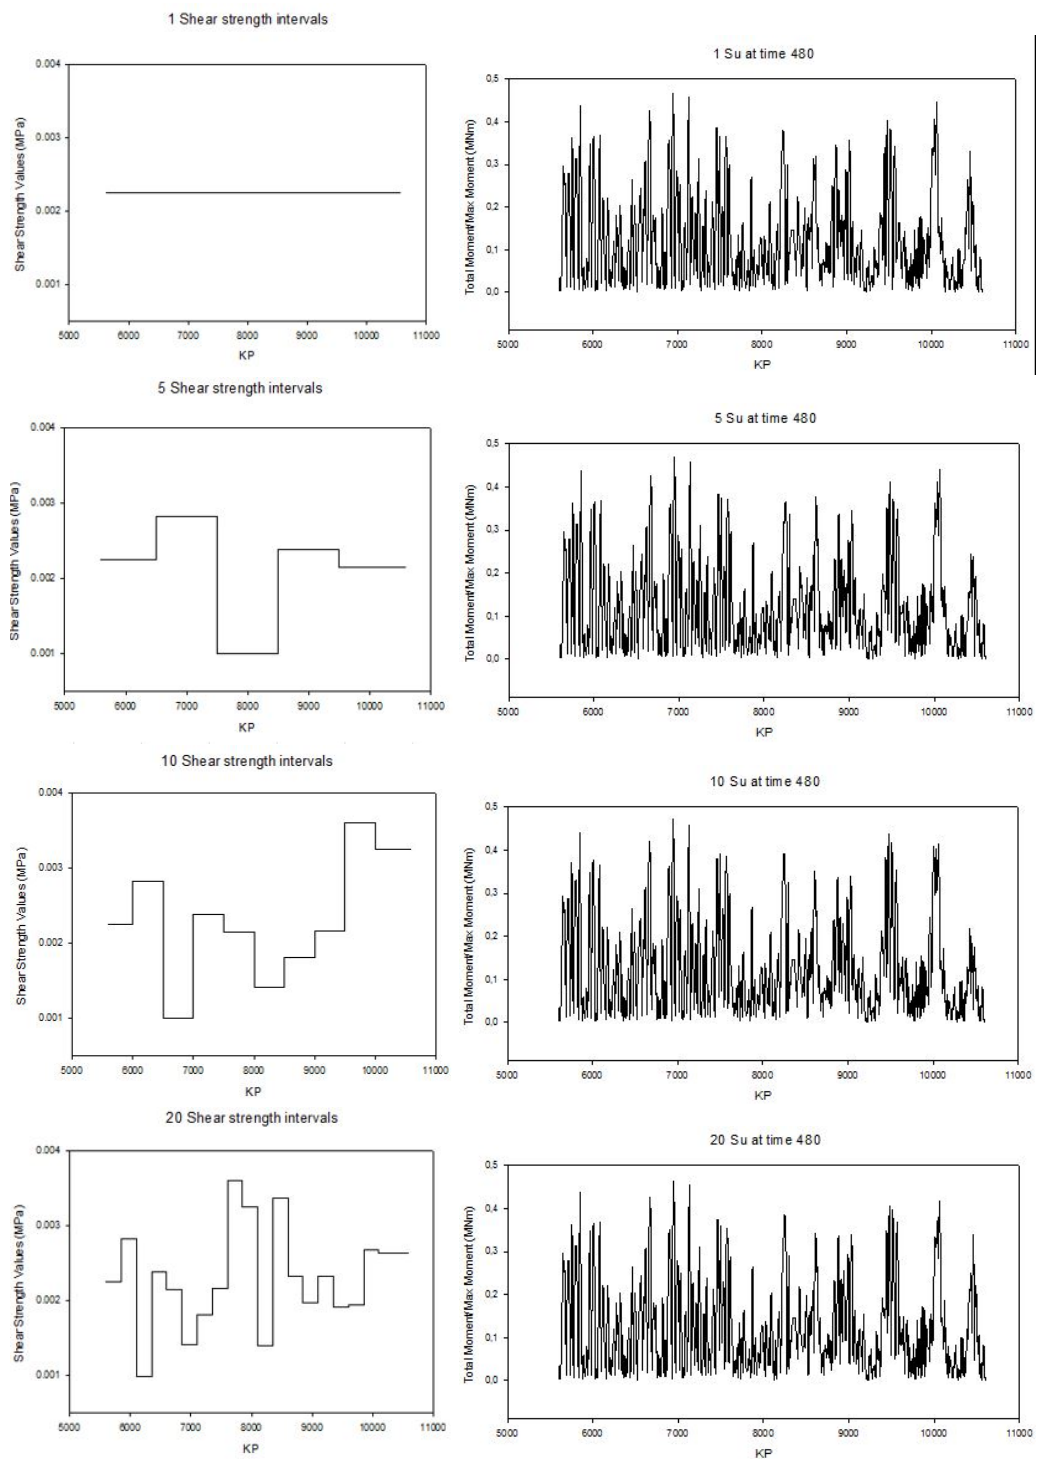 1 Shear strength intervals
0.004
0.003
0.002
0.001
Shear Strength Values (MPa)
5000 6000 7000 8000 9000 10000 11000
KP
1 Su at time 480
0,5
0,4
0,3
0,2
0,1
0,0
Total Moment/Max Moment (MNm)
5000 6000 7000 8000 9000 10000 11000
KP
5 Shear strength intervals
0.004
0.003
0.002
0.001
Shear Strength Values (MPa)
5000 6000 7000 8000 9000 10000 11000
KP
5 Su at time 480
0,5
0,4
0,3
0,2
0,1
0,0
Total Moment/Max Moment (MNm)
5000 6000 7000 8000 9000 10000 11000
KP
10 Shear strength intervals
0.004
0.003
0.002
0.001
Shear Strength Values (MPa)
5000 6000 7000 8000 9000 10000 11000
KP
10 Su at time 480
0,5
0,4
0,3
0,2
0,1
0,0
Total Moment/Max Moment (MNm)
5000 6000 7000 8000 9000 10000 11000
KP
20 Shear strength intervals
0.004
0.003
0.002
0.001
Shear Strength Values (MPa)
5000 6000 7000 8000 9000 10000 11000
KP
20 Su at time 480
0,5
0,4
0,3
0,2
0,1
0,0
Total Moment/Max Moment (MNm)
5000 6000 7000 8000 9000 10000 11000
KP